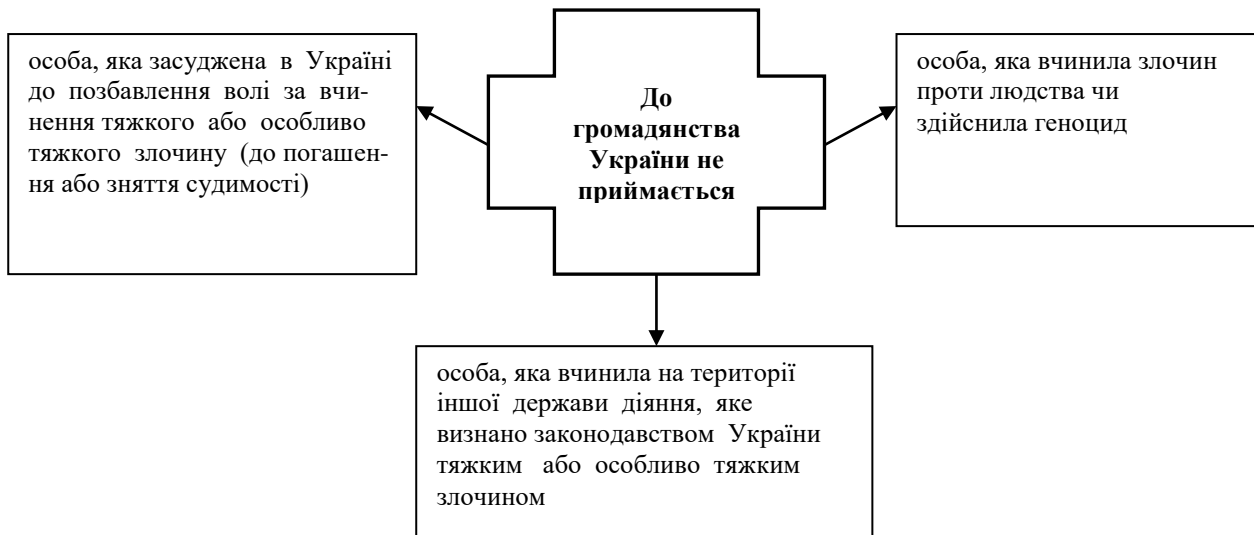 особа, яка засуджена в Україні
до позбавлення волі за вчи-
нення тяжкого або особливо
тяжкого злочину (до погашен-
ня або зняття судимості)
До
громадянства
України не
приймається
особа, яка вчинила злочин
проти людства чи
здійснила геноцид
особа, яка вчинила на території
іншої держави діяння, яке
визнано законодавством України
тяжким або особливо тяжким
злочином